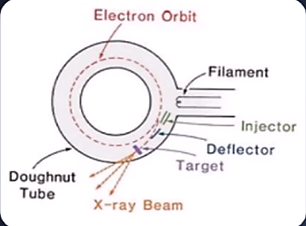 Electron Orbit
Filament
Injector
Deflector
Target
Doughnut
Tube
X-ray Beam